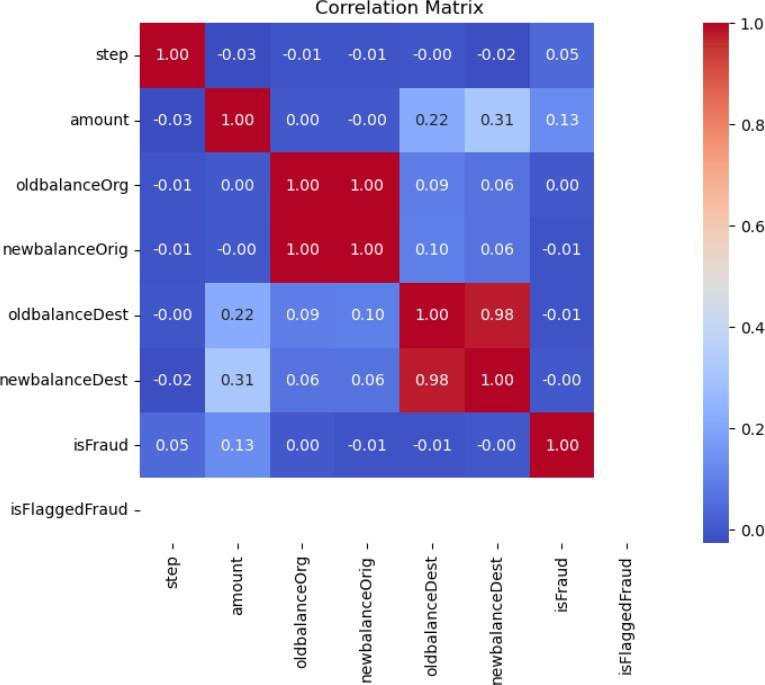 Correlation Matrix
step 1.00 -0.03 -0.01 -0.01 -0.00 -0.02 0.05
amount -0.03 1.00 0.00 -0.00 0.22 0.31 0.13
oldbalanceOrg -0.01 0.00 1.00 1.00 0.09 0.06 0.00
newbalanceOrig -0.01 -0.00 1.00 1.00 0.10 0.06 -0.01
oldbalanceDest -0.00 0.22 0.09 0.10 1.00 0.98 -0.01
newbalanceDest -0.02 0.31 0.06 0.06 0.98 1.00 -0.00
isFraud 0.05 0.13 0.00 -0.01 -0.01 -0.00 1.00
isFlaggedFraud
step
amount
oldbalanceOrg
newbalanceOrig
oldbalanceDest
newbalanceDest
isFraud
isFlaggedFraud
1.0
0.8
0.6
0.4
0.2
0.0